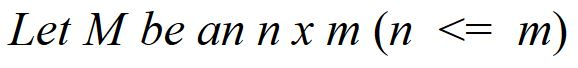 Let M be an n x m (n <= m)